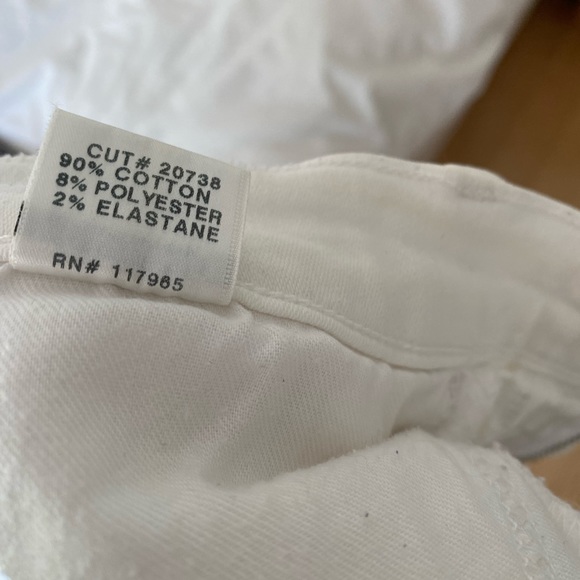 CUT# 20738
90% COTTON
8% POLYESTER
2% ELASTANE
RN# 117965